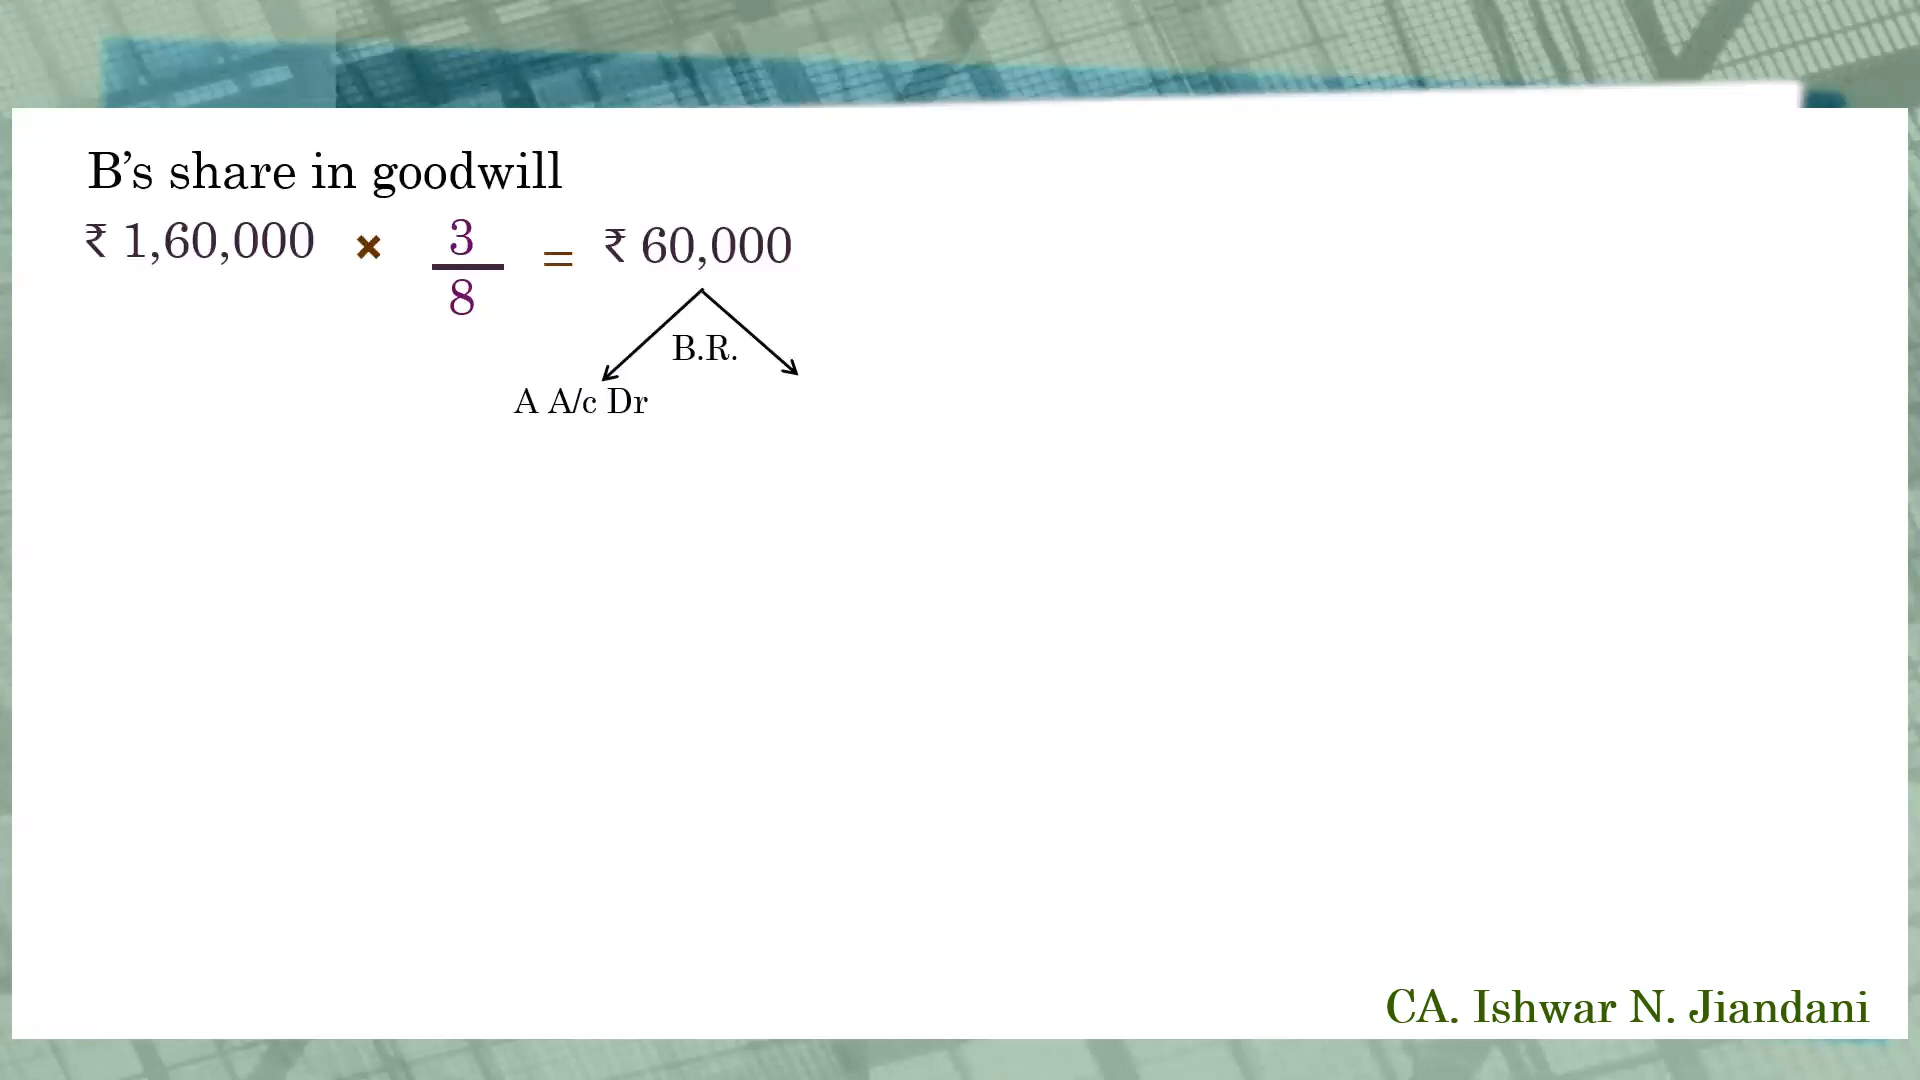 B’s share in goodwill
₹ 1,60,000 × 3/8 = ₹ 60,000
B.R.
A A/c Dr
CA. Ishwar N. Jiandani